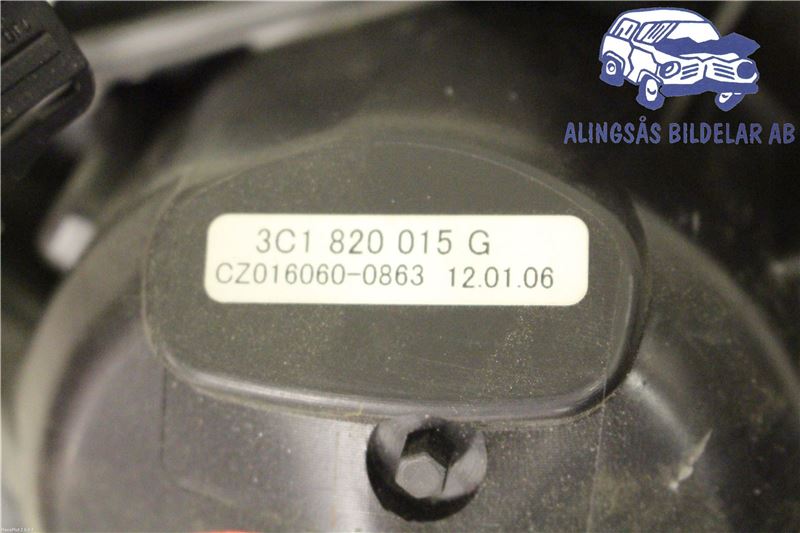 ALINGSÅS BILDELAR AB
3C1 820 015 G
CZ016060-0863 12.01.06